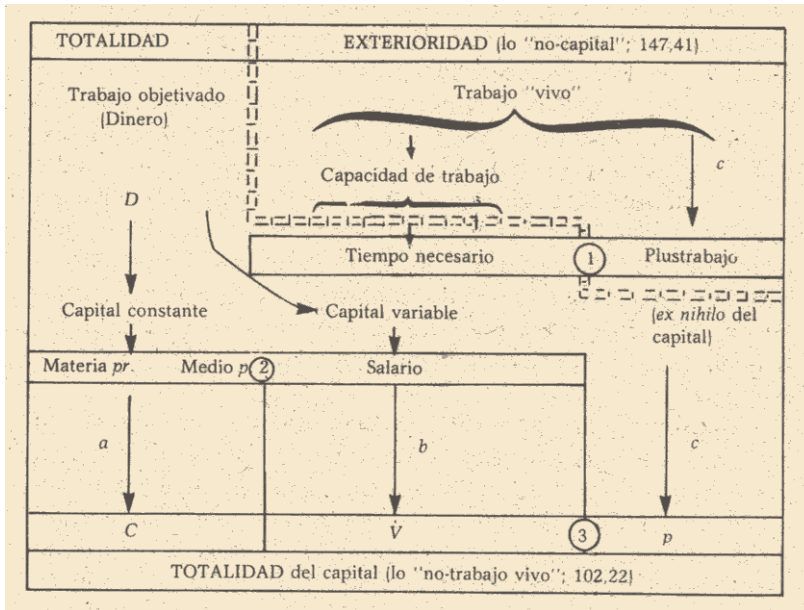 TOTALIDAD
EXTERIORIDAD (lo "no-capital"; 147,41)
Trabajo objetivado
(Dinero)
Trabajo "vivo"
c
Capacidad de trabajo
D
Tiempo necesario
1
Plustrabajo
Capital constante
Capital variable
(ex nihilo del
capital)
Materia pr.
Medio p
2
Salario
a
b
c
C
V
3
p
TOTALIDAD del capital (lo "no-trabajo vivo"; 102,22)